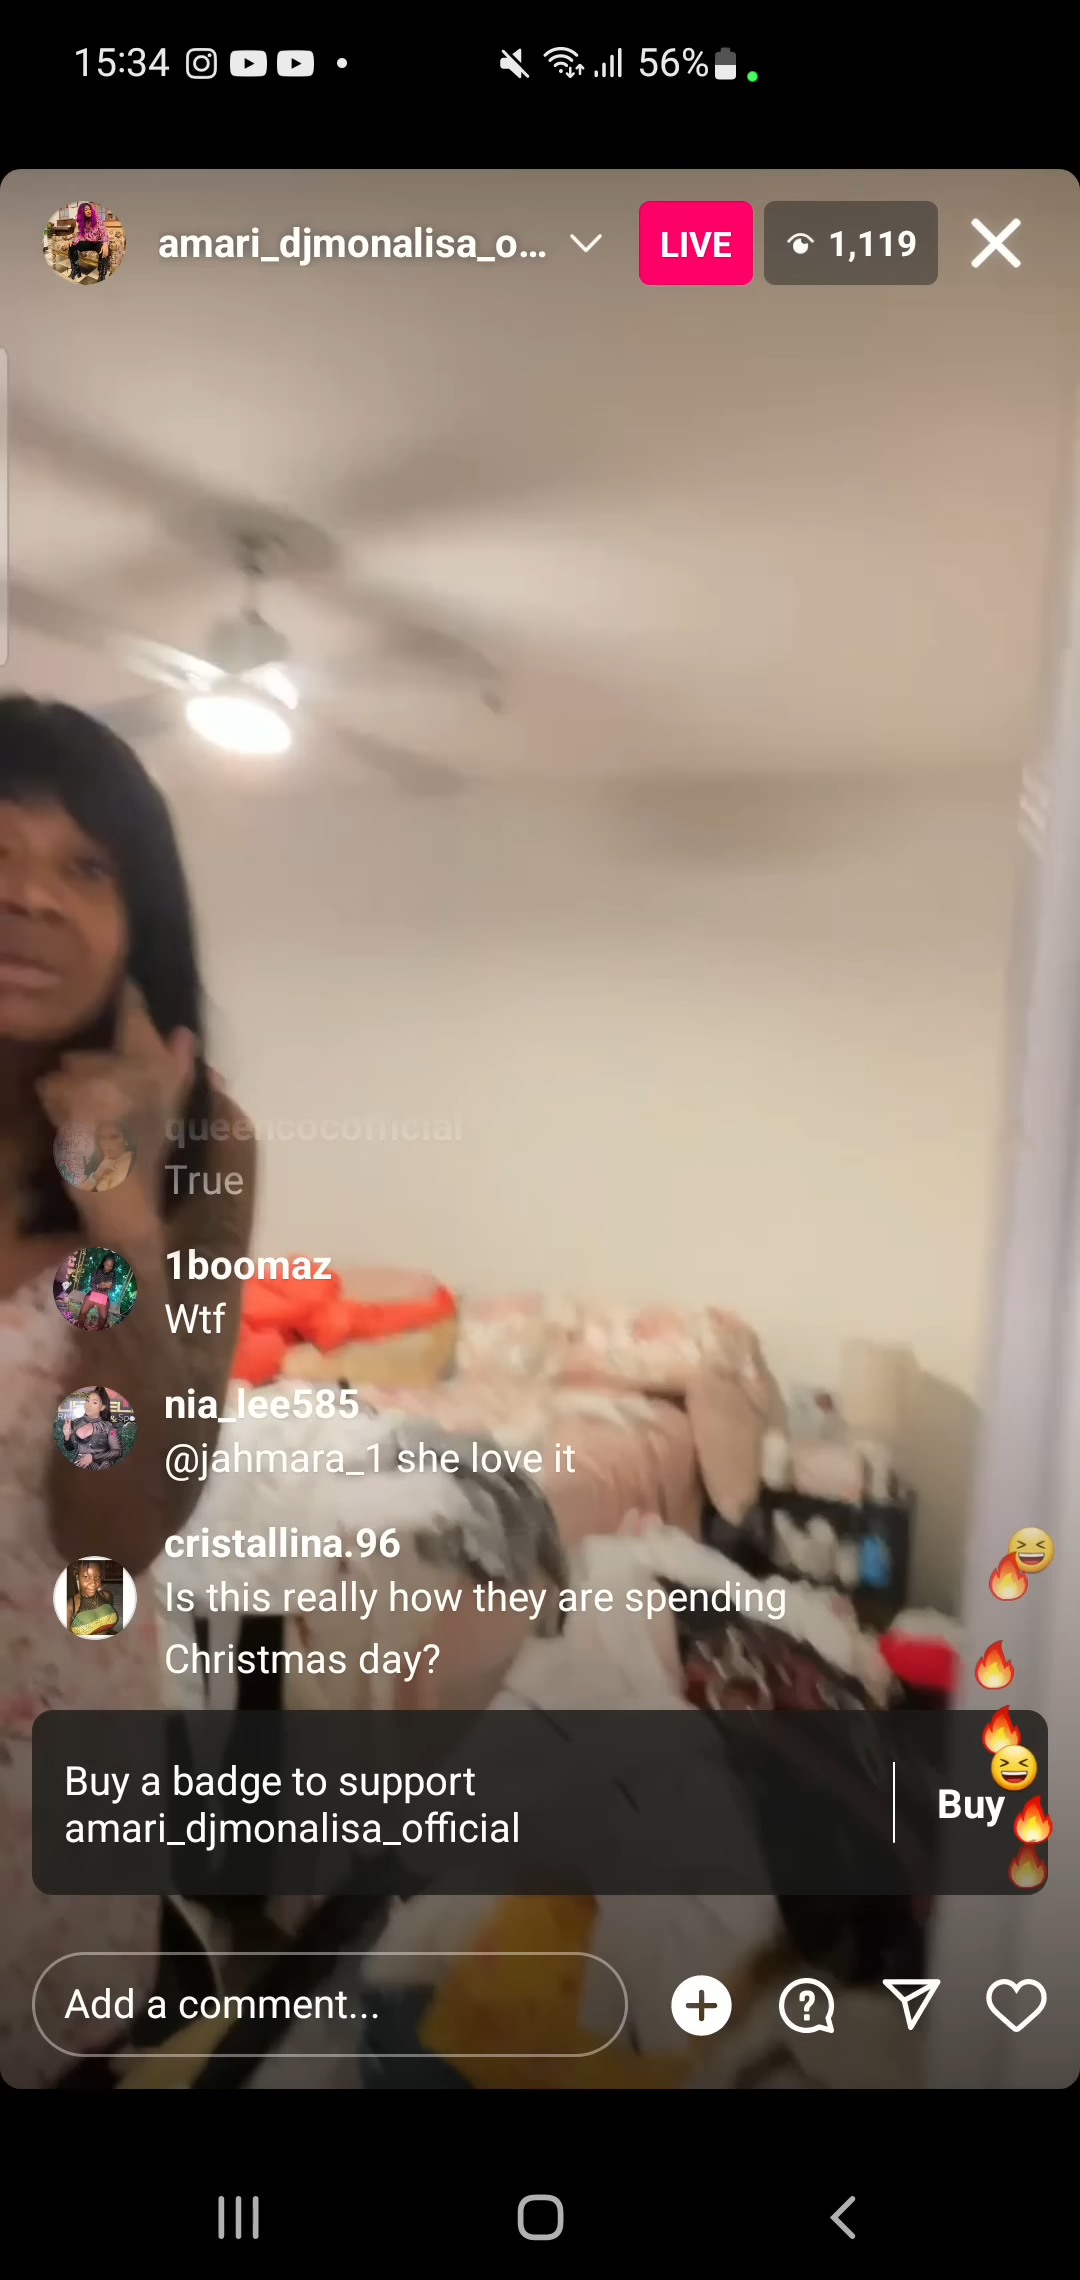 15:34
56%
amari_djmonalisa_o...
LIVE
1,119
queencocofficial
True
1boomaz
Wtf
nia_lee585
@jahmara_1 she love it
cristallina.96
Is this really how they are spending
Christmas day?
Buy a badge to support
amari_djmonalisa_official
Buy
Add a comment...